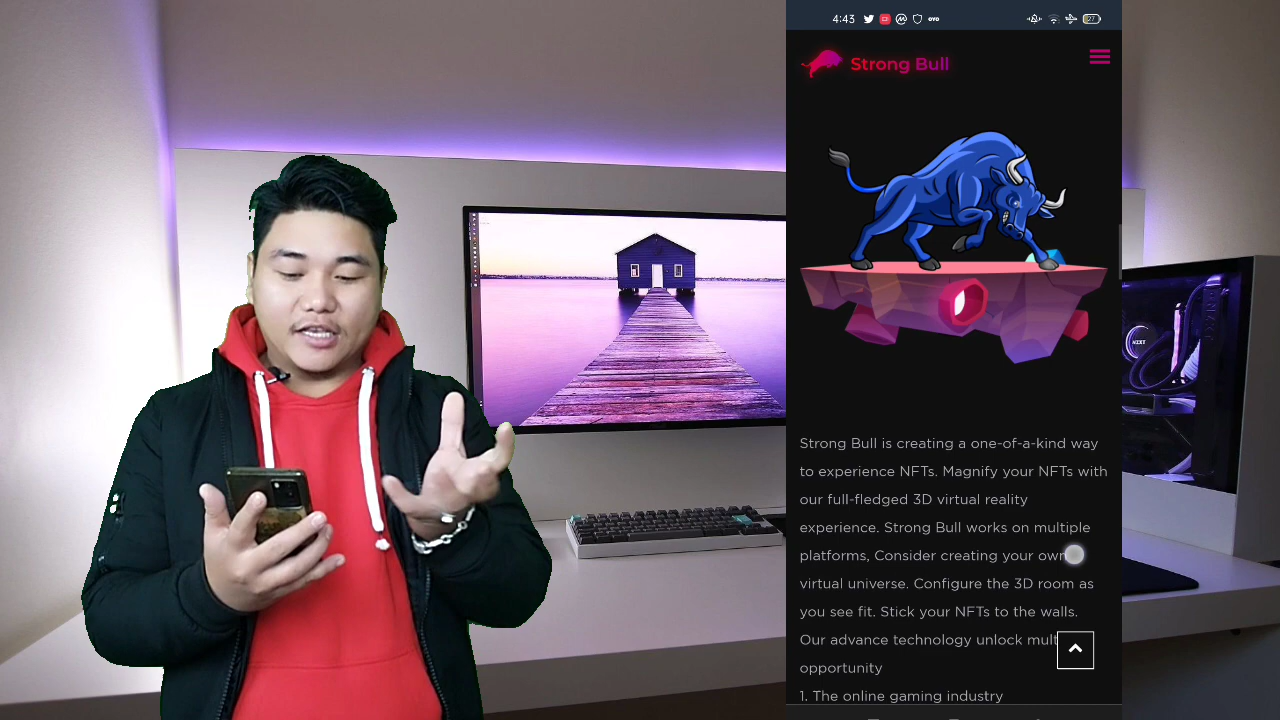 4:43
ovo
27
Strong Bull
NZXT
Strong Bull is creating a one-of-a-kind way
to experience NFTs. Magnify your NFTs with
our full-fledged 3D virtual reality
experience. Strong Bull works on multiple
platforms, Consider creating your own
virtual universe. Configure the 3D room as
you see fit. Stick your NFTs to the walls.
Our advance technology unlock mult
opportunity
1. The online gaming industry